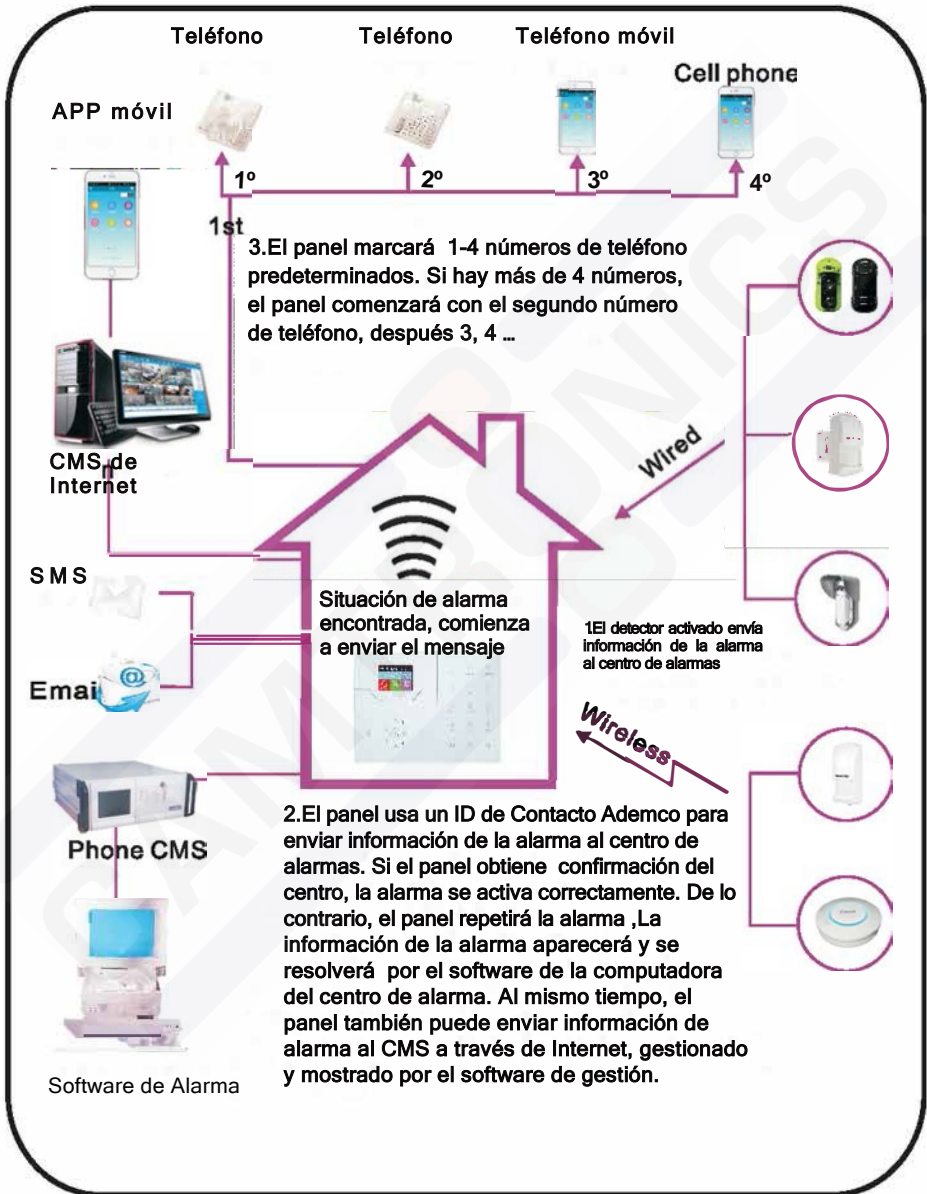 Teléfono Teléfono Teléfono móvil
Cell phone
APP móvil
1º 2º 3º 4º
1st
3.El panel marcará 1-4 números de teléfono
predeterminados. Si hay más de 4 números,
el panel comenzará con el segundo número
de teléfono, después 3, 4 ...
CMS de
Internet
Wired
SMS
Situación de alarma
encontrada, comienza
a enviar el mensaje
1.El detector activado envía
información de la alarma
al centro de alarmas
Emai
Wireless
Phone CMS
2.El panel usa un ID de Contacto Ademco para
enviar información de la alarma al centro de
alarmas. Si el panel obtiene confirmación del
centro, la alarma se activa correctamente. De lo
contrario, el panel repetirá la alarma ,La
información de la alarma aparecerá y se
resolverá por el software de la computadora
del centro de alarma. Al mismo tiempo, el
panel también puede enviar información de
alarma al CMS a través de Internet, gestionado
y mostrado por el software de gestión.
Software de Alarma
CAMBRONICS